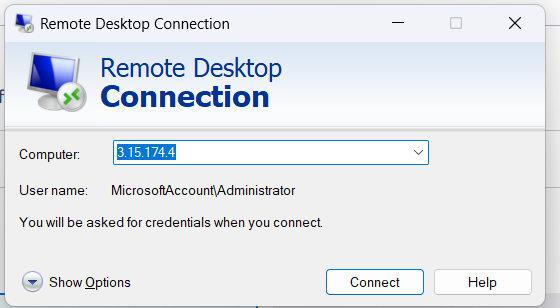 Remote Desktop Connection
Remote Desktop
Connection
Computer: 3.15.174.4
User name: MicrosoftAccount\Administrator
You will be asked for credentials when you connect.
Show Options Connect Help